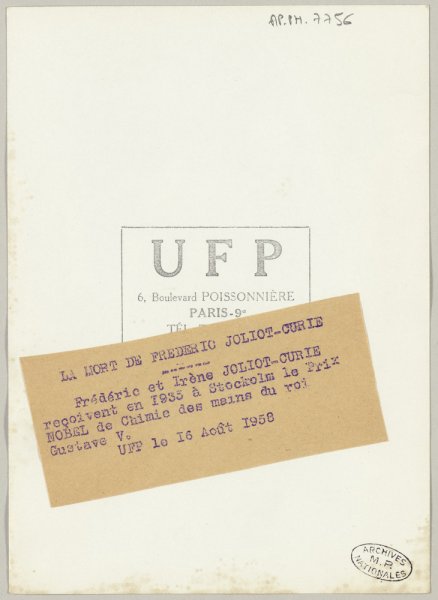 AP.PH.7756
UFP
6, Boulevard POISSONNIÈRE
PARIS-9e
TÉL.
LA MORT DE FREDERIC JOLIOT-CURIE
------
Frédéric et Irène JOLIOT-CURIE
reçoivent en 1935 à Stockolm le Prix
NOBEL de Chimie des mains du roi
Gustave V.
UFP le 16 Août 1958
ARCHIVES
M.P.
NATIONALES